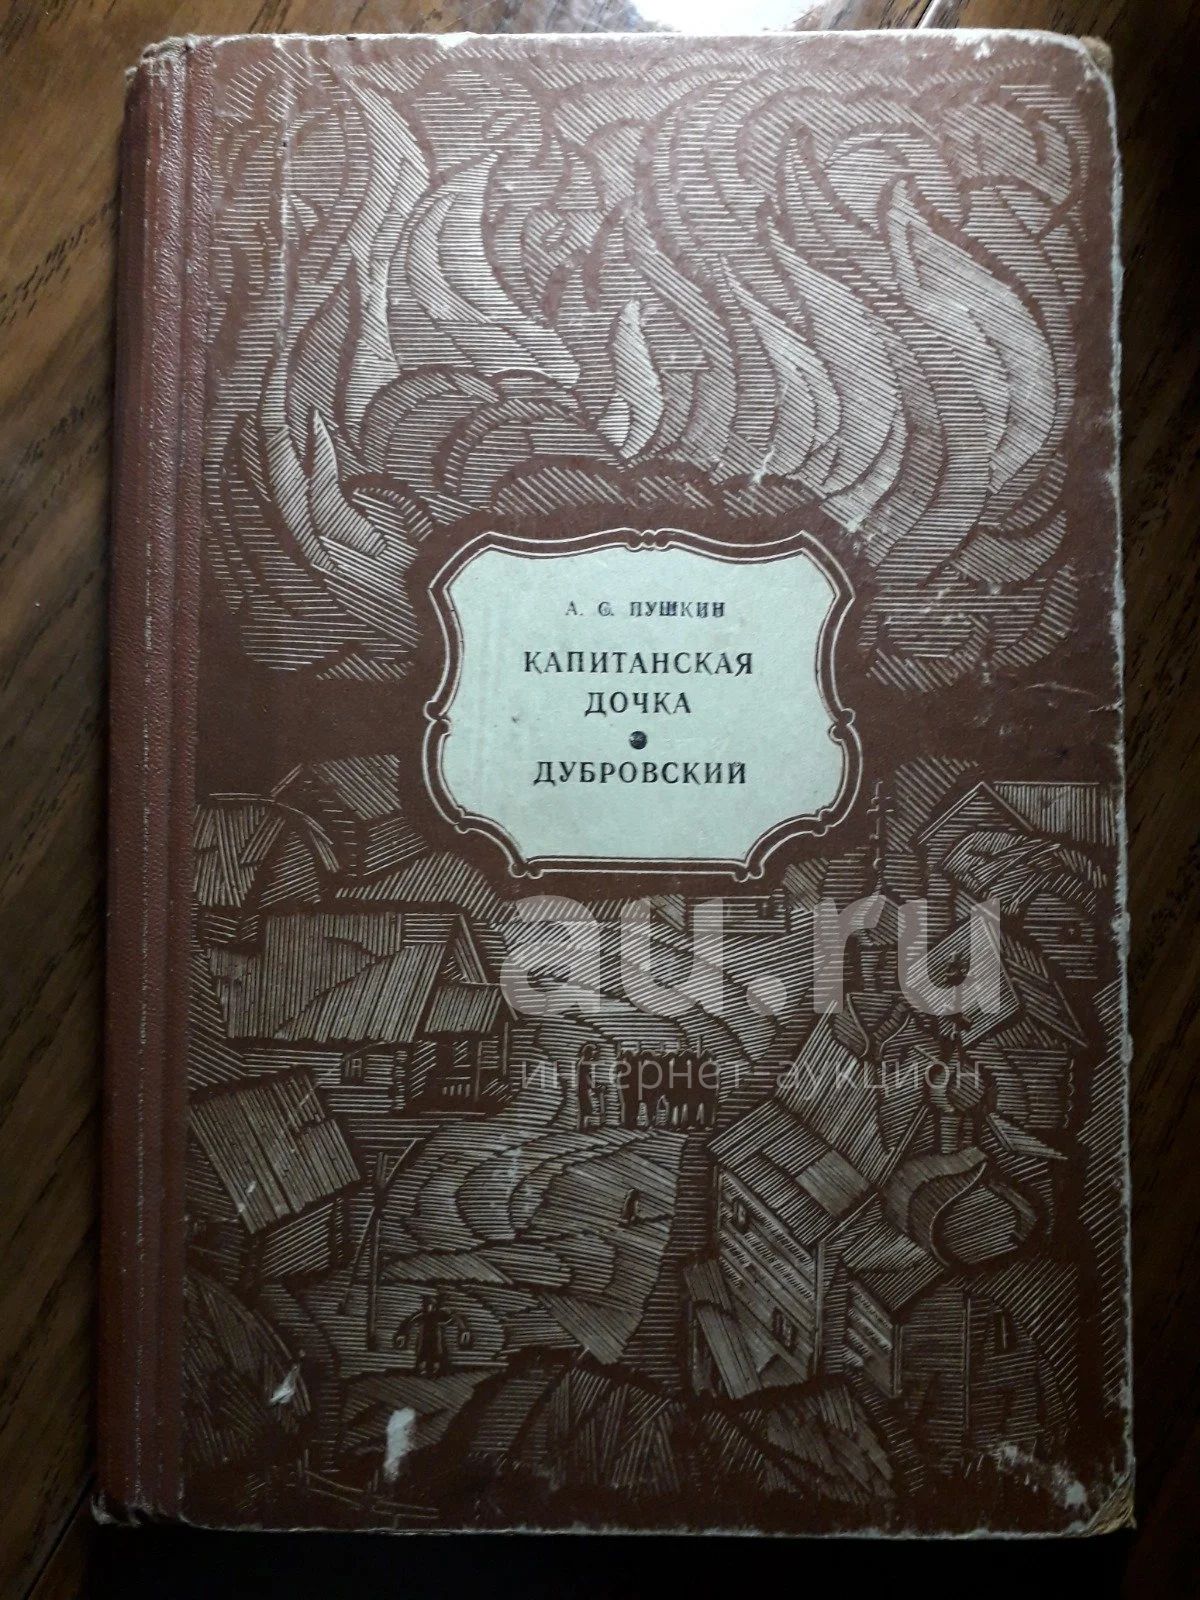 А. С. ПУШКИН
КАПИТАНСКАЯ
ДОЧКА
ДУБРОВСКИЙ
au.ru
интернет аукцион